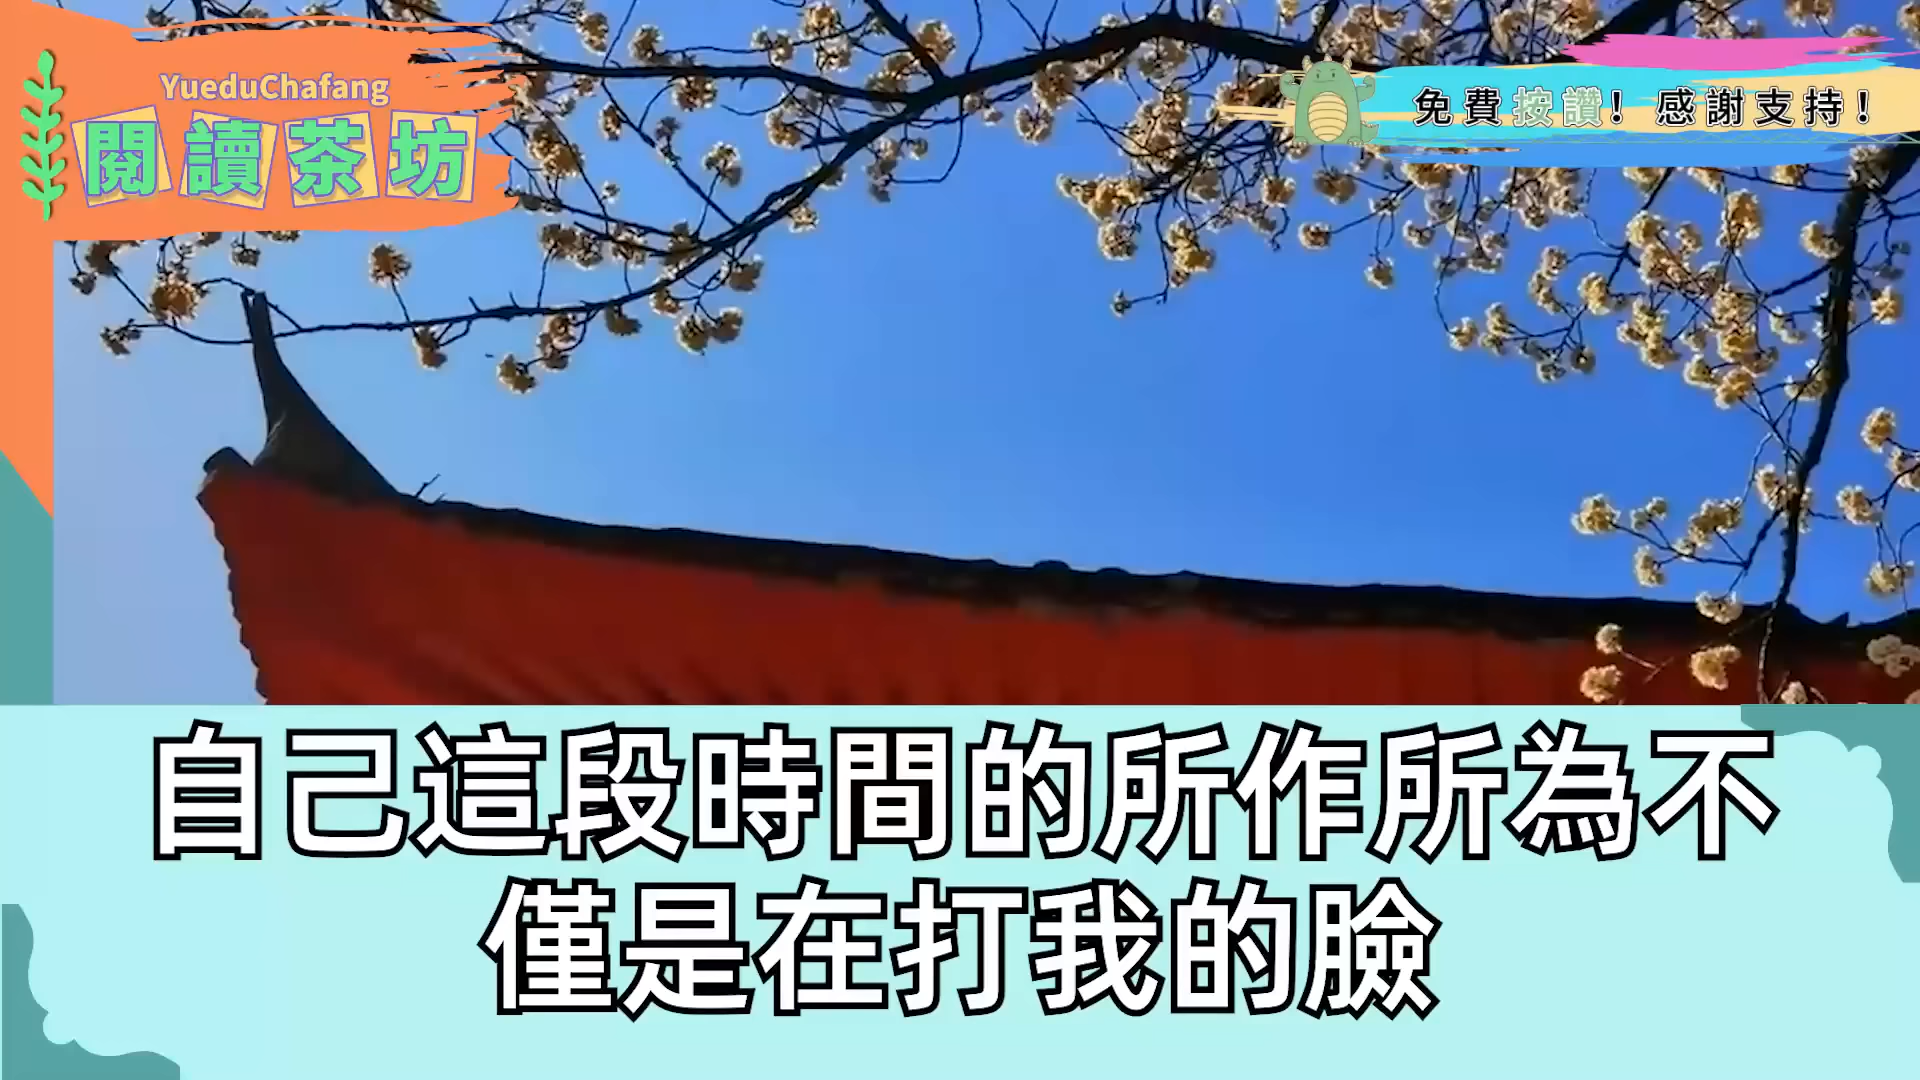 YueduChafang
閱讀茶坊
免費按讚！感謝支持！
自己這段時間的所作所為不
僅是在打我的臉